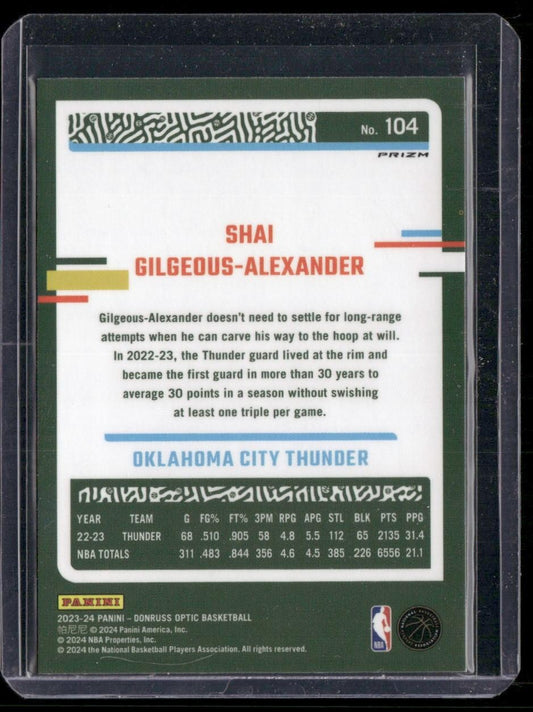 No. 104
PRIZM
SHAI
GILGEOUS-ALEXANDER
Gilgeous-Alexander doesn't need to settle for long-range
attempts when he can carve his way to the hoop at will.
In 2022-23, the Thunder guard lived at the rim and
became the first guard in more than 30 years to
average 30 points in a season without swishing
at least one triple per game.
OKLAHOMA CITY THUNDER
YEAR TEAM G FG% FT% 3PM RPG APG STL BLK PTS PPG
22-23 THUNDER 68 .510 .905 58 4.8 5.5 112 65 2135 31.4
NBA TOTALS 311 .483 .844 356 4.6 4.5 385 226 6556 21.1
PANINI
2023-24 PANINI – DONRUSS OPTIC BASKETBALL
帕尼尼 © 2024 Panini America, Inc.
© 2024 NBA Properties, Inc.
© 2024 the National Basketball Players Association. All rights reserved.
NBA